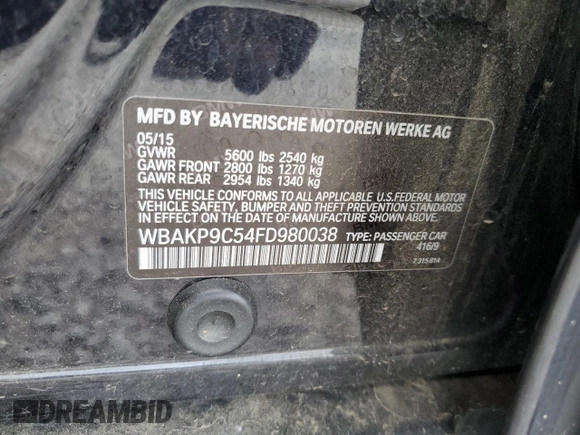 MFD BY BAYERISCHE MOTOREN WERKE AG
05/15
GVWR 5600 lbs 2540 kg
GAWR FRONT 2800 lbs 1270 kg
GAWR REAR 2954 lbs 1340 kg
THIS VEHICLE CONFORMS TO ALL APPLICABLE U.S.FEDERAL MOTOR
VEHICLE SAFETY, BUMPER AND THEFT PREVENTION STANDARDS
IN EFFECT ON THE DATE OF MANUFACTURE SHOWN ABOVE.
WBAKP9C54FD980038 TYPE: PASSENGER CAR
416/9
7315814
DREAMBID